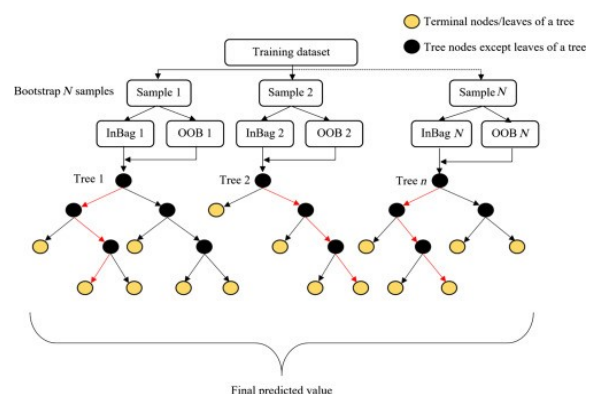 Terminal nodes/leaves of a tree
Tree nodes except leaves of a tree
Training dataset
Bootstrap N samples
Sample 1
Sample 2
Sample N
InBag 1
OOB 1
InBag 2
OOB 2
InBag N
OOB N
Tree 1
Tree 2
Tree n
Final predicted value